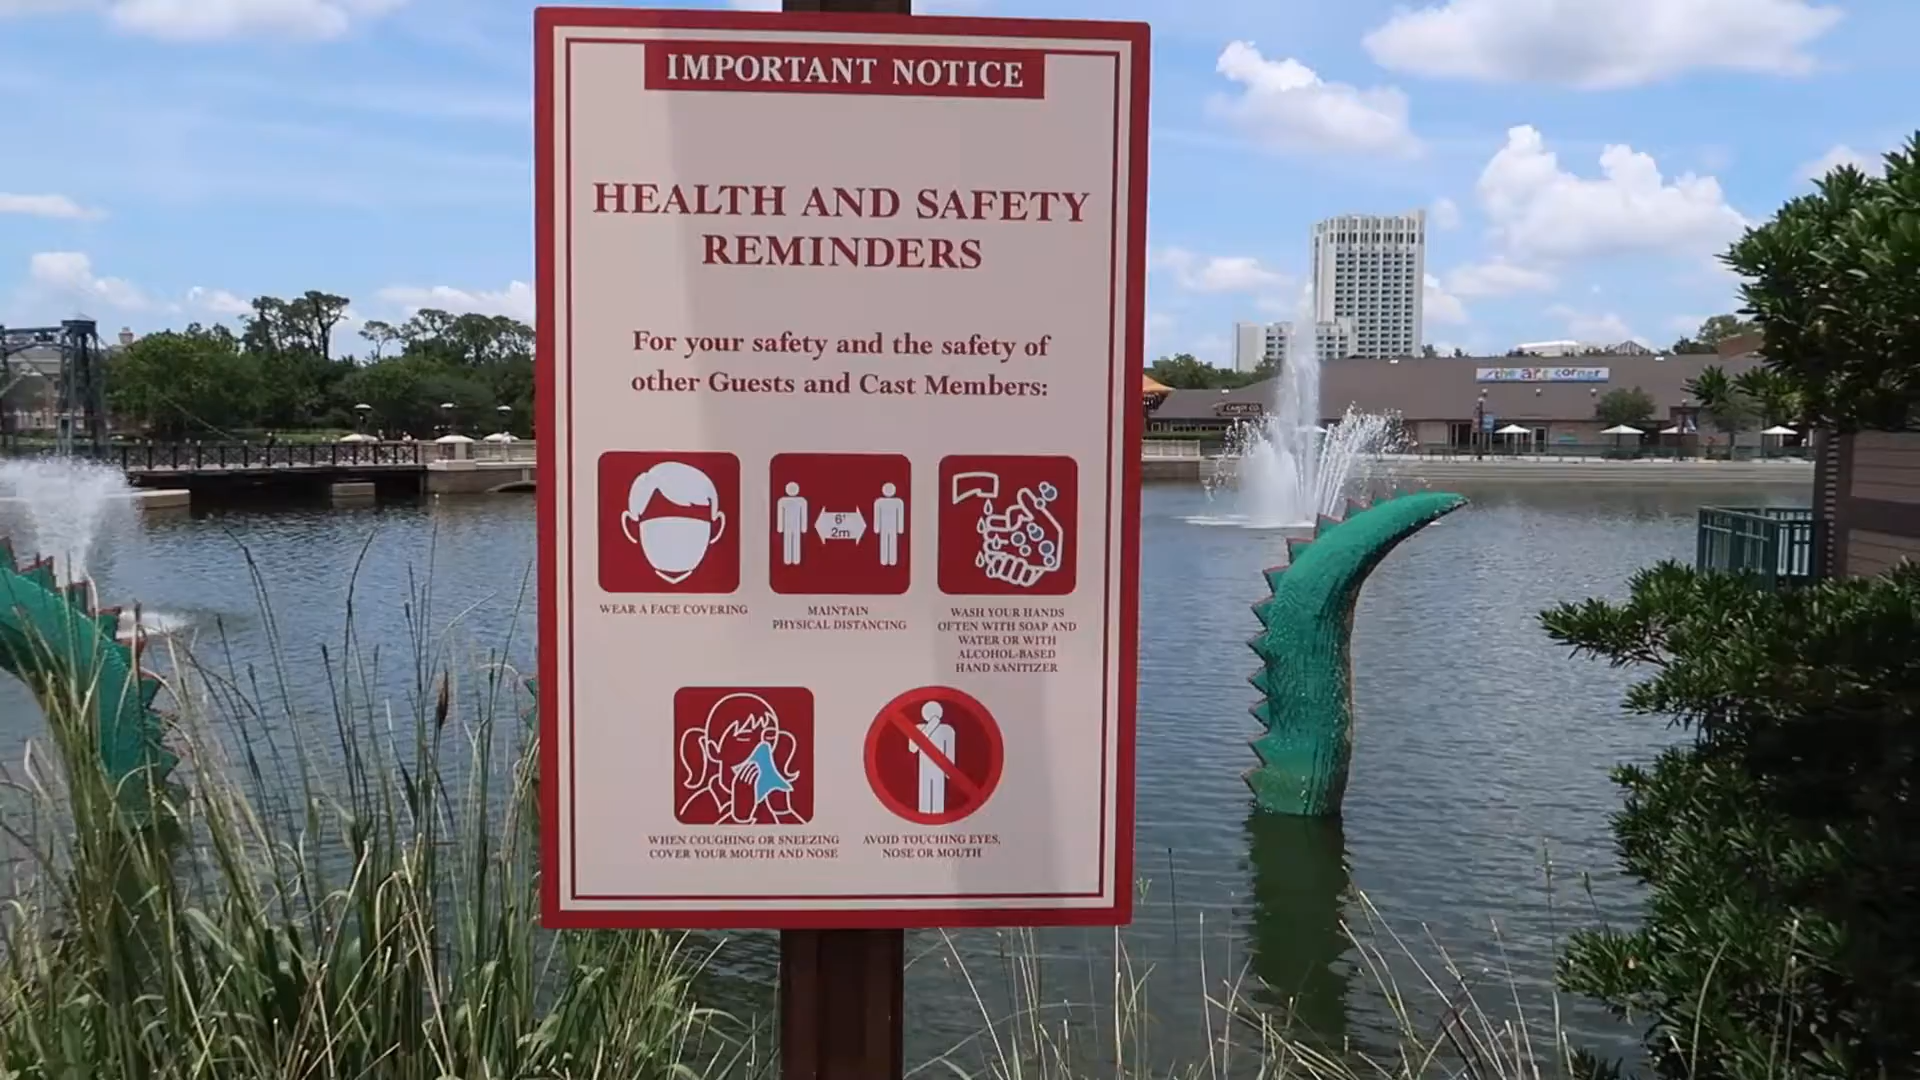 IMPORTANT NOTICE
HEALTH AND SAFETY
REMINDERS
For your safety and the safety of
other Guests and Cast Members:
6'
2m
WEAR A FACE COVERING
MAINTAIN
PHYSICAL DISTANCING
WASH YOUR HANDS
OFTEN WITH SOAP AND
WATER OR WITH
ALCOHOL-BASED
HAND SANITIZER
WHEN COUGHING OR SNEEZING
COVER YOUR MOUTH AND NOSE
AVOID TOUCHING EYES,
NOSE OR MOUTH
the art corner
CANDY CO.